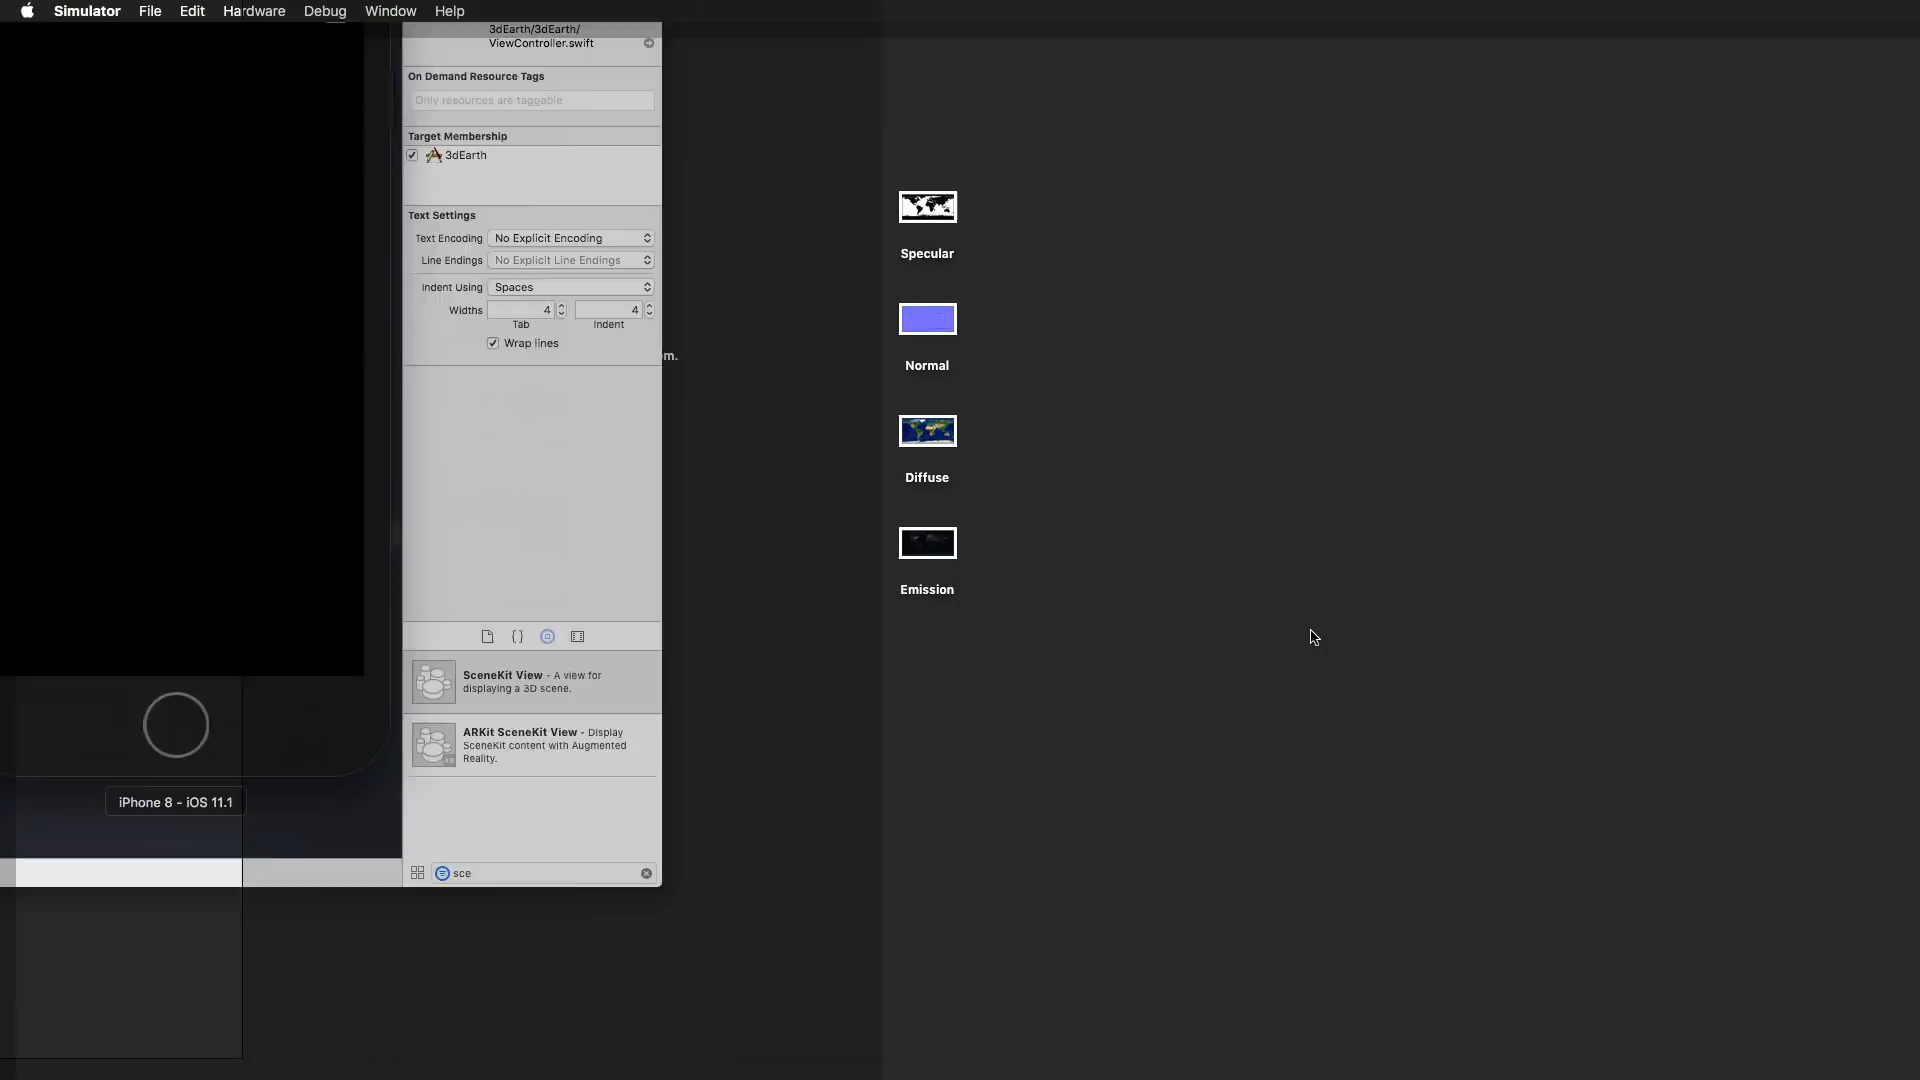 Simulator File Edit Hardware Debug Window Help
3dEarth/3dEarth/
ViewController.swift
On Demand Resource Tags
Only resources are taggable
Target Membership
3dEarth
Text Settings
Text Encoding No Explicit Encoding
Line Endings No Explicit Line Endings
Indent Using Spaces
Widths 4 4
Tab Indent
Wrap lines
em.
SceneKit View - A view for
displaying a 3D scene.
ARKit SceneKit View - Display
SceneKit content with Augmented
Reality.
iPhone 8 - iOS 11.1
sce
Specular
Normal
Diffuse
Emission